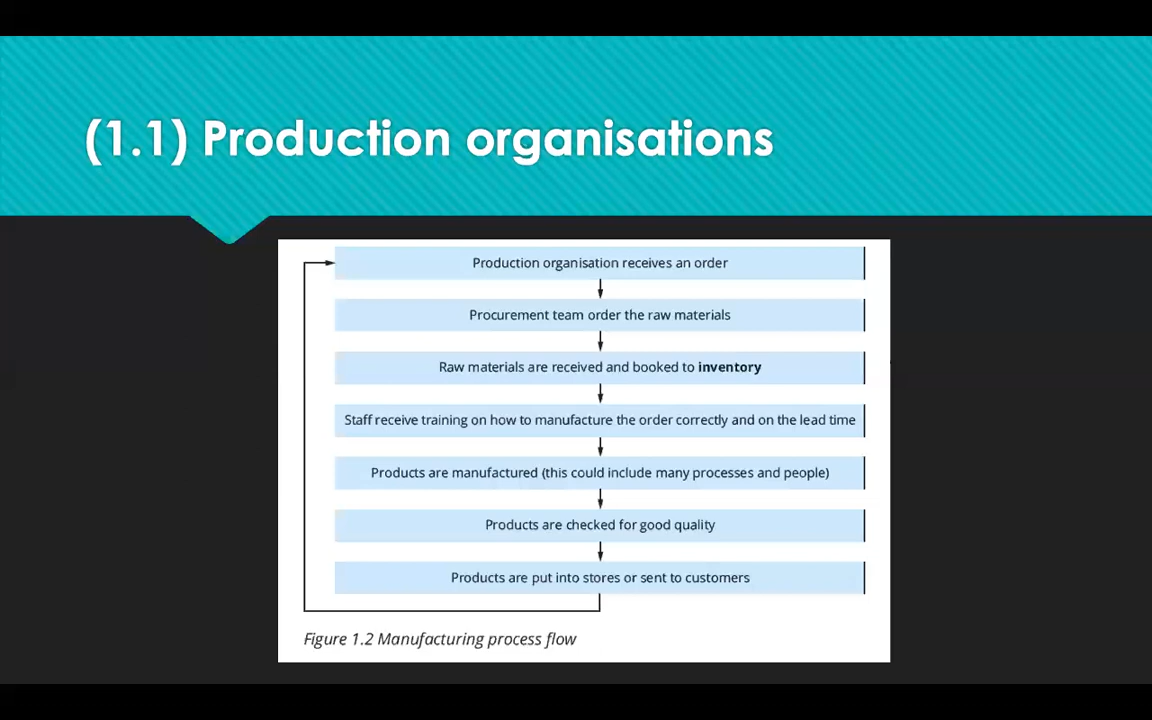 (1.1) Production organisations
Production organisation receives an order
Procurement team order the raw materials
Raw materials are received and booked to inventory
Staff receive training on how to manufacture the order correctly and on the lead time
Products are manufactured (this could include many processes and people)
Products are checked for good quality
Products are put into stores or sent to customers
Figure 1.2 Manufacturing process flow